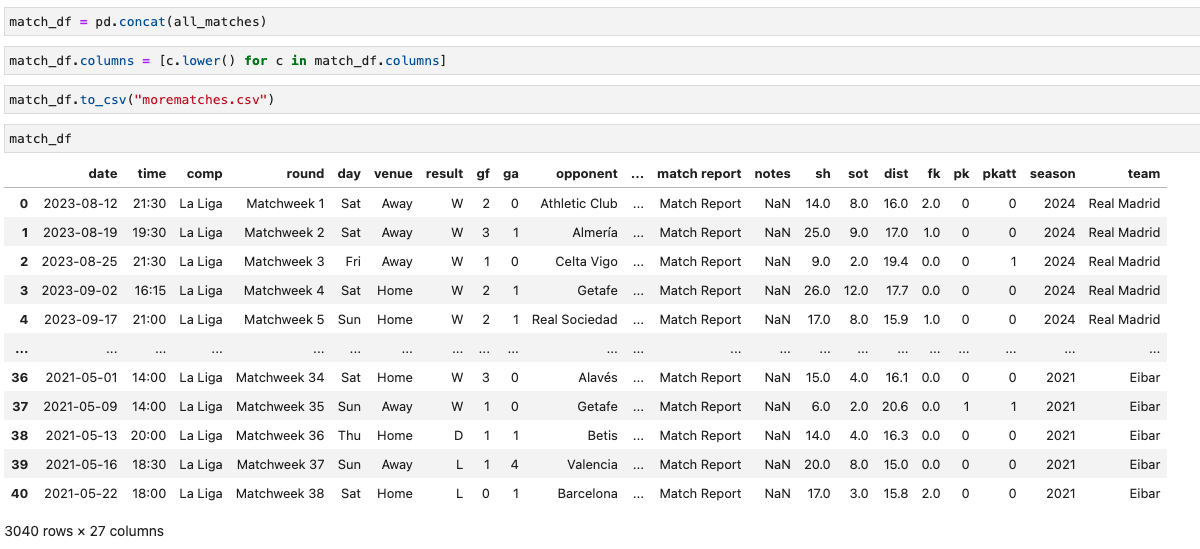 match_df = pd.concat(all_matches)
match_df.columns = [c.lower() for c in match_df.columns]
match_df.to_csv("morematches.csv")
match_df
date time comp round day venue result gf ga opponent ... match report notes sh sot dist fk pk pkatt season team
0 2023-08-12 21:30 La Liga Matchweek 1 Sat Away W 2 0 Athletic Club ... Match Report NaN 14.0 8.0 16.0 2.0 0 0 2024 Real Madrid
1 2023-08-19 19:30 La Liga Matchweek 2 Sat Away W 3 1 Almería ... Match Report NaN 25.0 9.0 17.0 1.0 0 0 2024 Real Madrid
2 2023-08-25 21:30 La Liga Matchweek 3 Fri Away W 1 0 Celta Vigo ... Match Report NaN 9.0 2.0 19.4 0.0 0 1 2024 Real Madrid
3 2023-09-02 16:15 La Liga Matchweek 4 Sat Home W 2 1 Getafe ... Match Report NaN 26.0 12.0 17.7 0.0 0 0 2024 Real Madrid
4 2023-09-17 21:00 La Liga Matchweek 5 Sun Home W 2 1 Real Sociedad ... Match Report NaN 17.0 8.0 15.9 1.0 0 0 2024 Real Madrid
... ... ... ... ... ... ... ... ... ... ... ... ... ... ... ... ... ... ... ... ... ...
36 2021-05-01 14:00 La Liga Matchweek 34 Sat Home W 3 0 Alavés ... Match Report NaN 15.0 4.0 16.1 0.0 0 0 2021 Eibar
37 2021-05-09 14:00 La Liga Matchweek 35 Sun Away W 1 0 Getafe ... Match Report NaN 6.0 2.0 20.6 0.0 1 1 2021 Eibar
38 2021-05-13 20:00 La Liga Matchweek 36 Thu Home D 1 1 Betis ... Match Report NaN 14.0 4.0 16.3 0.0 0 0 2021 Eibar
39 2021-05-16 18:30 La Liga Matchweek 37 Sun Away L 1 4 Valencia ... Match Report NaN 20.0 8.0 15.0 0.0 0 0 2021 Eibar
40 2021-05-22 18:00 La Liga Matchweek 38 Sat Home L 0 1 Barcelona ... Match Report NaN 17.0 3.0 15.8 2.0 0 0 2021 Eibar
3040 rows × 27 columns